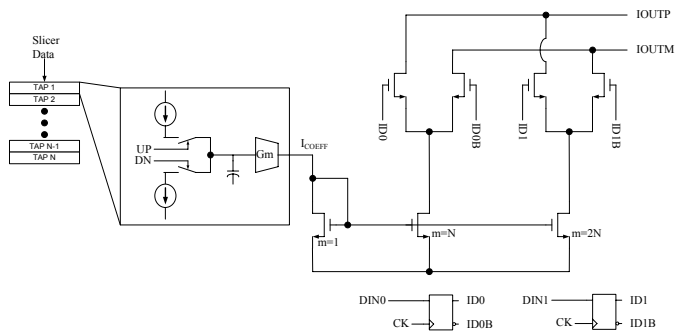 IOUTP
IOUTM
Slicer
Data
TAP 1
TAP 2
TAP N-1
TAP N
UP
DN
Gm
I_COEFF
ID0
ID0B
ID1
ID1B
m=1
m=N
m=2N
DIN0
ID0
CK
ID0B
DIN1
ID1
CK
ID1B